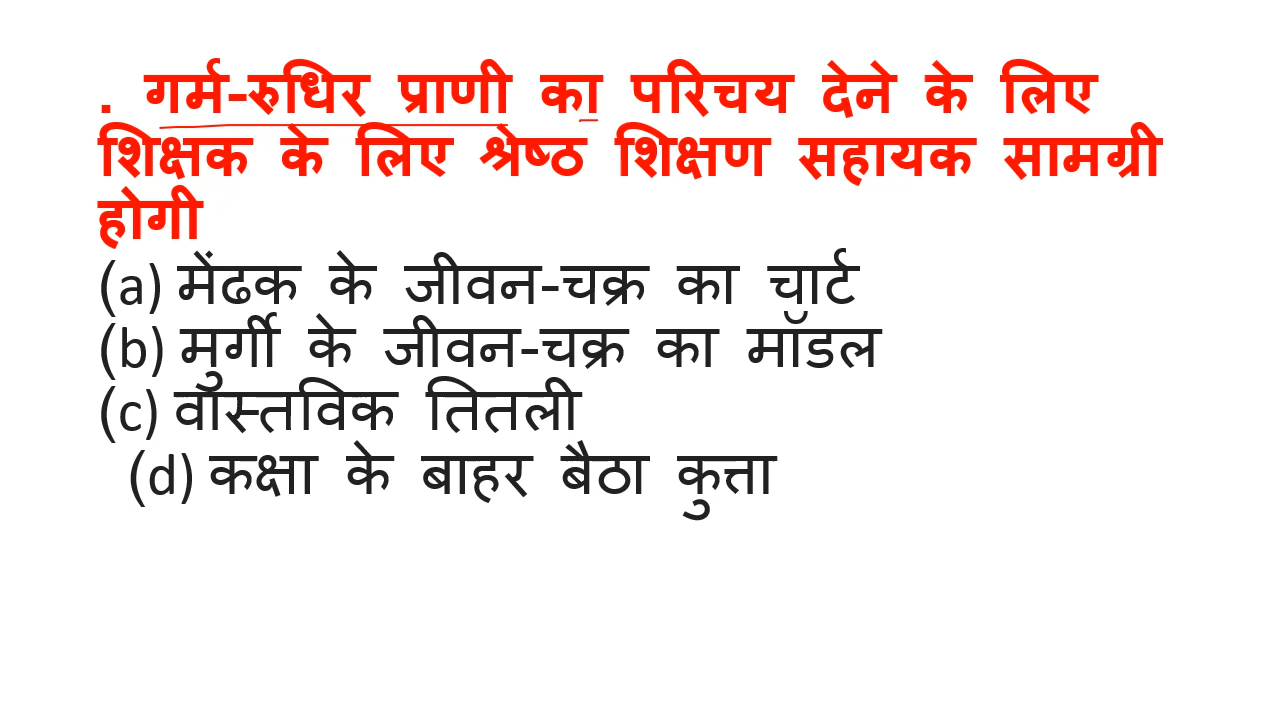 . गर्म-रुधिर प्राणी का परिचय देने के लिए
शिक्षक के लिए श्रेष्ठ शिक्षण सहायक सामग्री
होगी
(a) मेंढक के जीवन-चक्र का चार्ट
(b) मुर्गी के जीवन-चक्र का मॉडल
(c) वास्तविक तितली
(d) कक्षा के बाहर बैठा कुत्ता